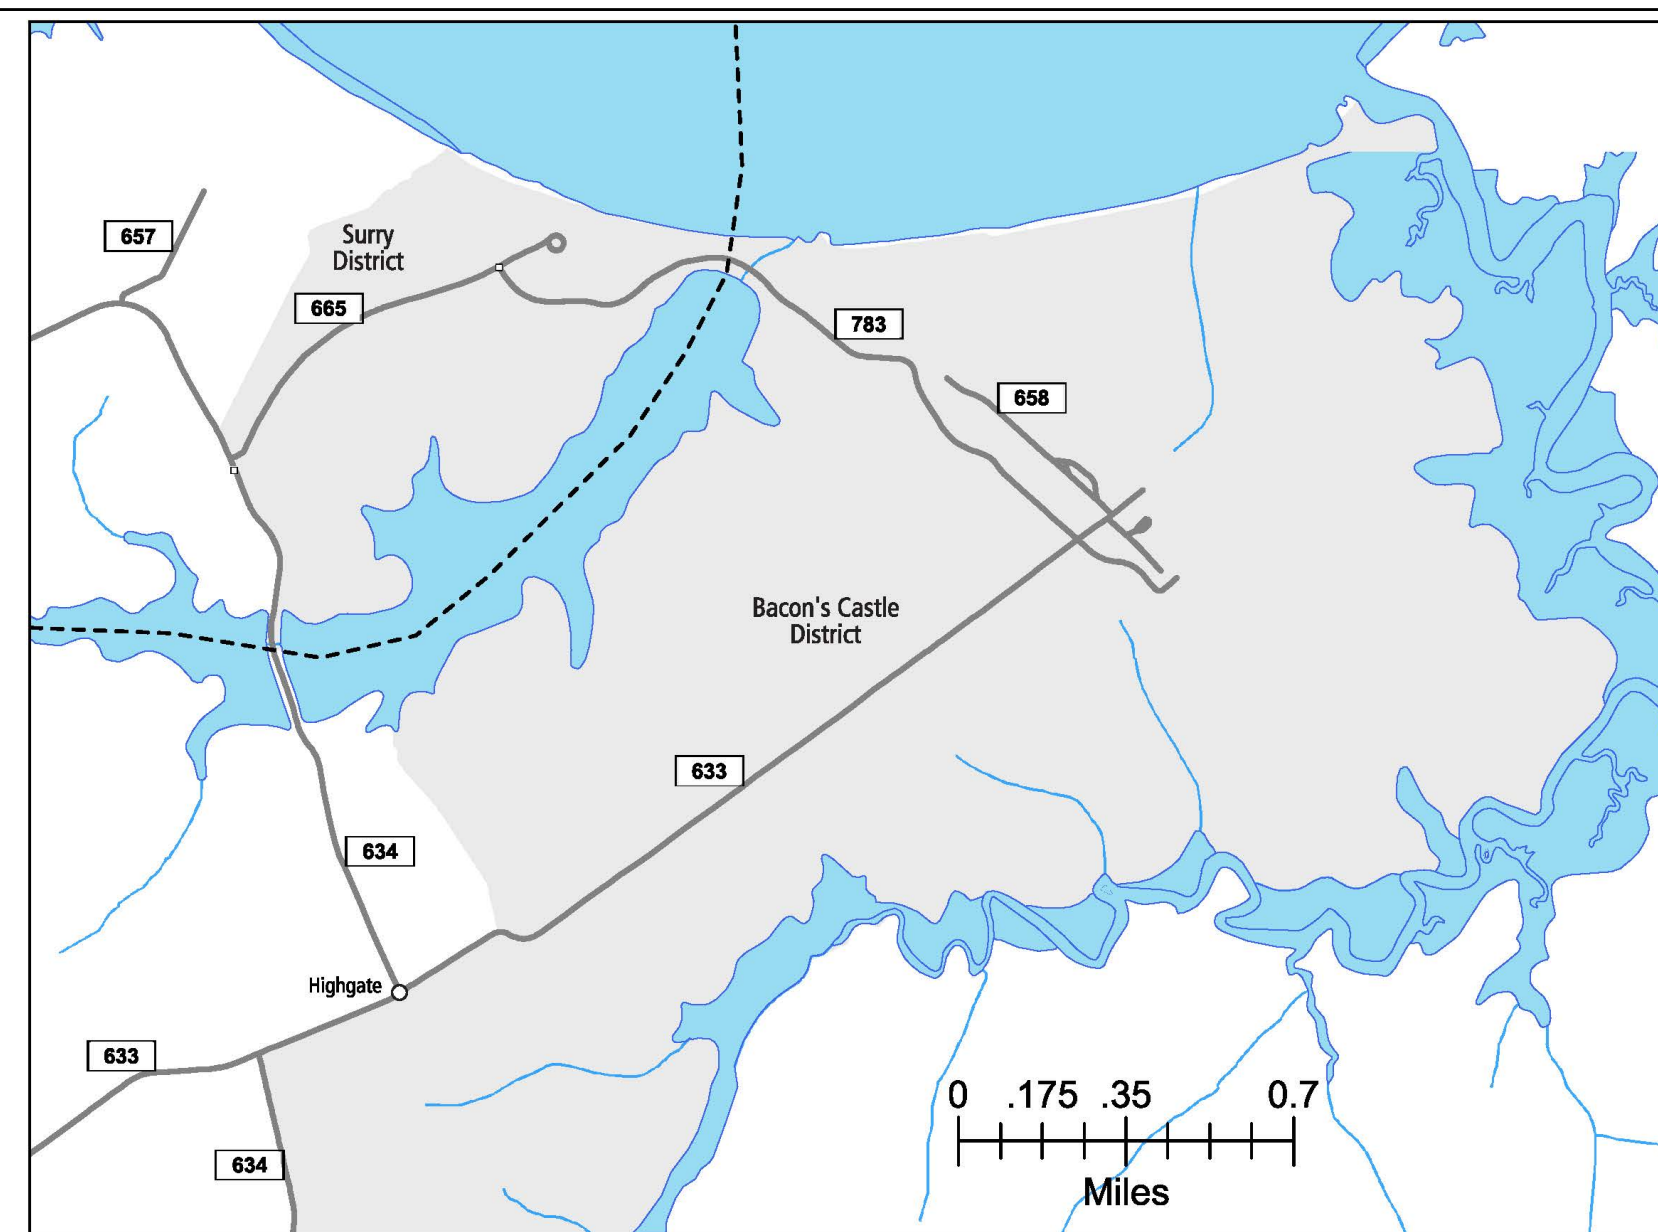 657
Surry
District
665
783
658
Bacon's Castle
District
633
634
Highgate
633
0 .175 .35 0.7
Miles
634